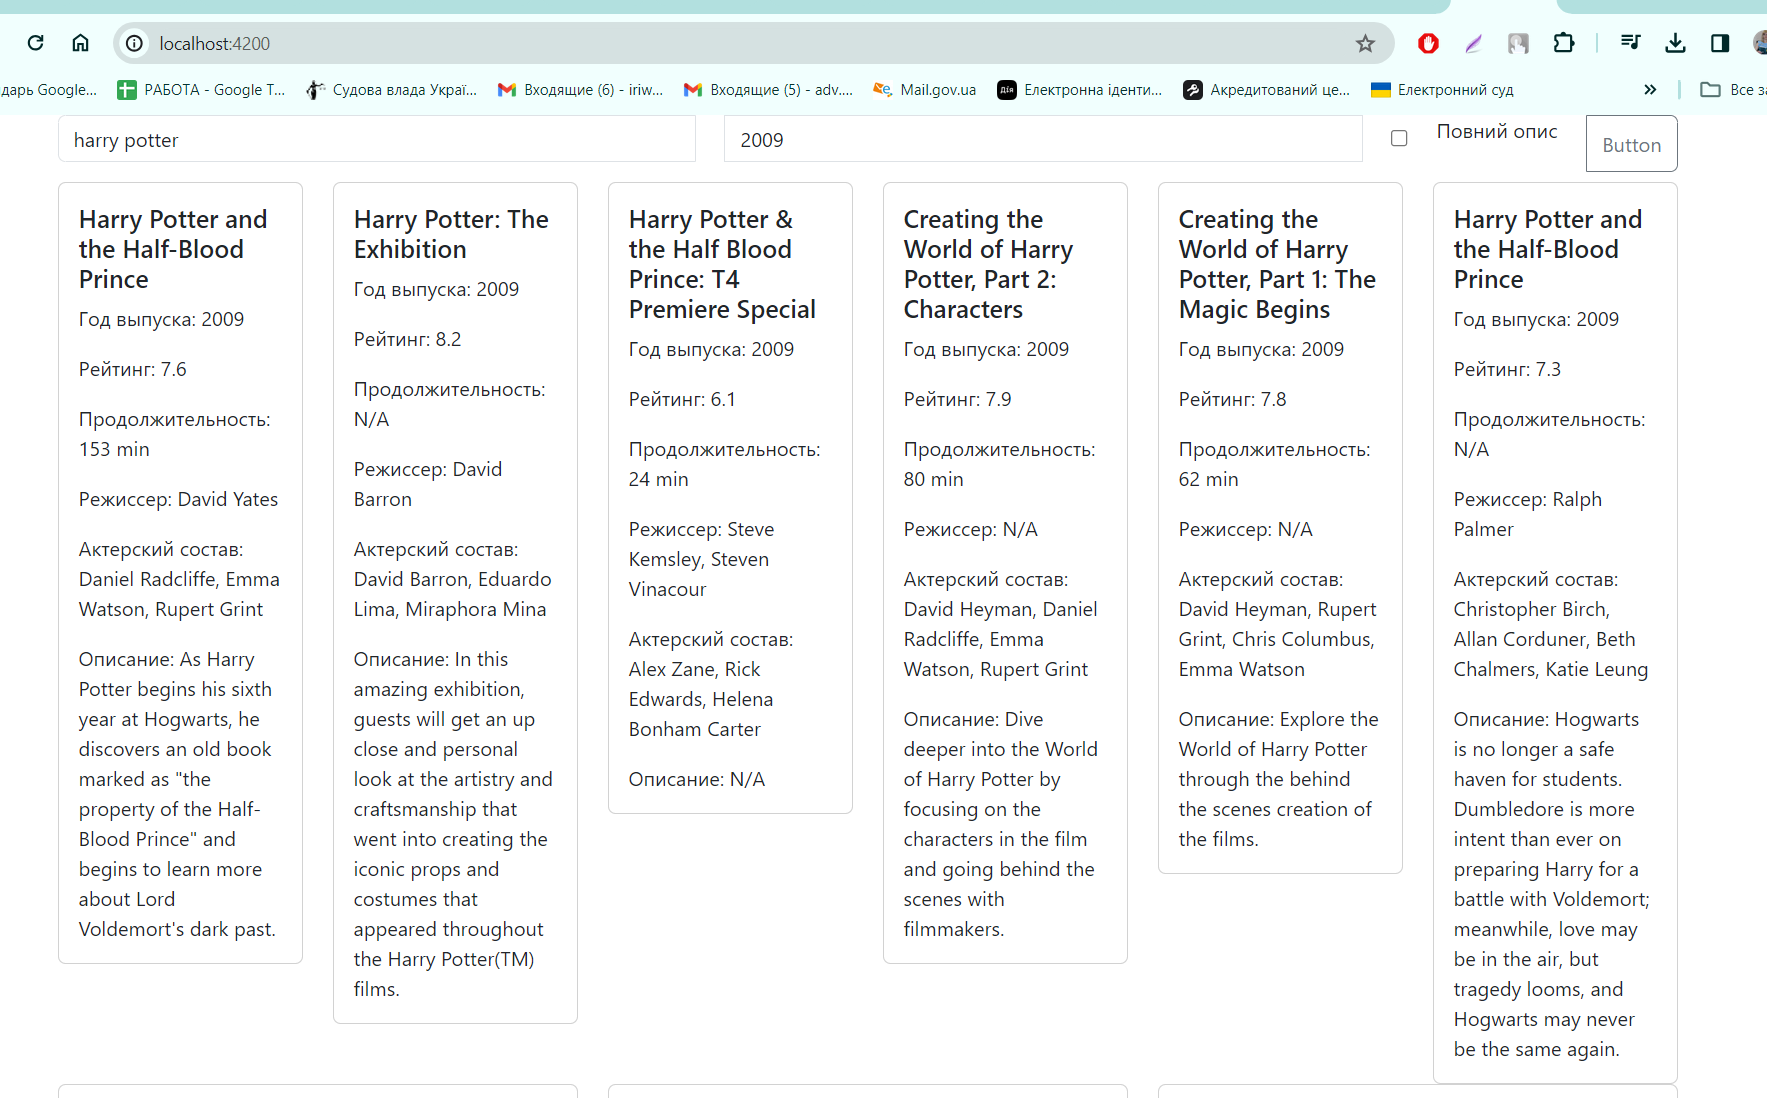 localhost:4200
дарь Google...
РАБОТА - Google Т...
Судова влада Украї...
Входящие (6) - iriw...
Входящие (5) - adv....
Mail.gov.ua
Дія
Електронна іденти...
Акредитований це...
Електронний суд
»
Все за
harry potter
2009
Повний опис
Button
Harry Potter and
the Half-Blood
Prince
Год выпуска: 2009
Рейтинг: 7.6
Продолжительность:
153 min
Режиссер: David Yates
Актерский состав:
Daniel Radcliffe, Emma
Watson, Rupert Grint
Описание: As Harry
Potter begins his sixth
year at Hogwarts, he
discovers an old book
marked as "the
property of the Half-
Blood Prince" and
begins to learn more
about Lord
Voldemort's dark past.
Harry Potter: The
Exhibition
Год выпуска: 2009
Рейтинг: 8.2
Продолжительность:
N/A
Режиссер: David
Barron
Актерский состав:
David Barron, Eduardo
Lima, Miraphora Mina
Описание: In this
amazing exhibition,
guests will get an up
close and personal
look at the artistry and
craftsmanship that
went into creating the
iconic props and
costumes that
appeared throughout
the Harry Potter(TM)
films.
Harry Potter &
the Half Blood
Prince: T4
Premiere Special
Год выпуска: 2009
Рейтинг: 6.1
Продолжительность:
24 min
Режиссер: Steve
Kemsley, Steven
Vinacour
Актерский состав:
Alex Zane, Rick
Edwards, Helena
Bonham Carter
Описание: N/A
Creating the
World of Harry
Potter, Part 2:
Characters
Год выпуска: 2009
Рейтинг: 7.9
Продолжительность:
80 min
Режиссер: N/A
Актерский состав:
David Heyman, Daniel
Radcliffe, Emma
Watson, Rupert Grint
Описание: Dive
deeper into the World
of Harry Potter by
focusing on the
characters in the film
and going behind the
scenes with
filmmakers.
Creating the
World of Harry
Potter, Part 1: The
Magic Begins
Год выпуска: 2009
Рейтинг: 7.8
Продолжительность:
62 min
Режиссер: N/A
Актерский состав:
David Heyman, Rupert
Grint, Chris Columbus,
Emma Watson
Описание: Explore the
World of Harry Potter
through the behind
the scenes creation of
the films.
Harry Potter and
the Half-Blood
Prince
Год выпуска: 2009
Рейтинг: 7.3
Продолжительность:
N/A
Режиссер: Ralph
Palmer
Актерский состав:
Christopher Birch,
Allan Corduner, Beth
Chalmers, Katie Leung
Описание: Hogwarts
is no longer a safe
haven for students.
Dumbledore is more
intent than ever on
preparing Harry for a
battle with Voldemort;
meanwhile, love may
be in the air, but
tragedy looms, and
Hogwarts may never
be the same again.